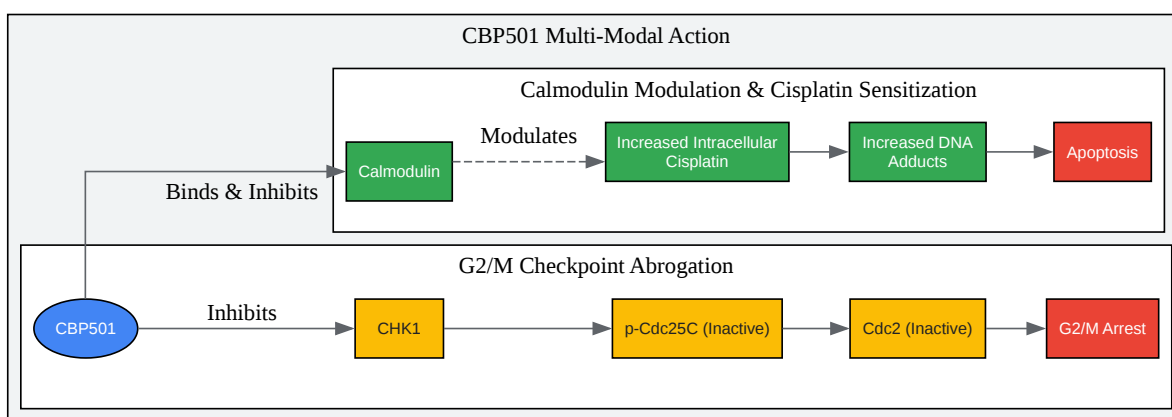 CBP501 Multi-Modal Action
Calmodulin Modulation & Cisplatin Sensitization
Calmodulin
Modulates
Increased Intracellular
Cisplatin
Increased DNA
Adducts
Apoptosis
Binds & Inhibits
G2/M Checkpoint Abrogation
CBP501
Inhibits
CHK1
p-Cdc25C (Inactive)
Cdc2 (Inactive)
G2/M Arrest